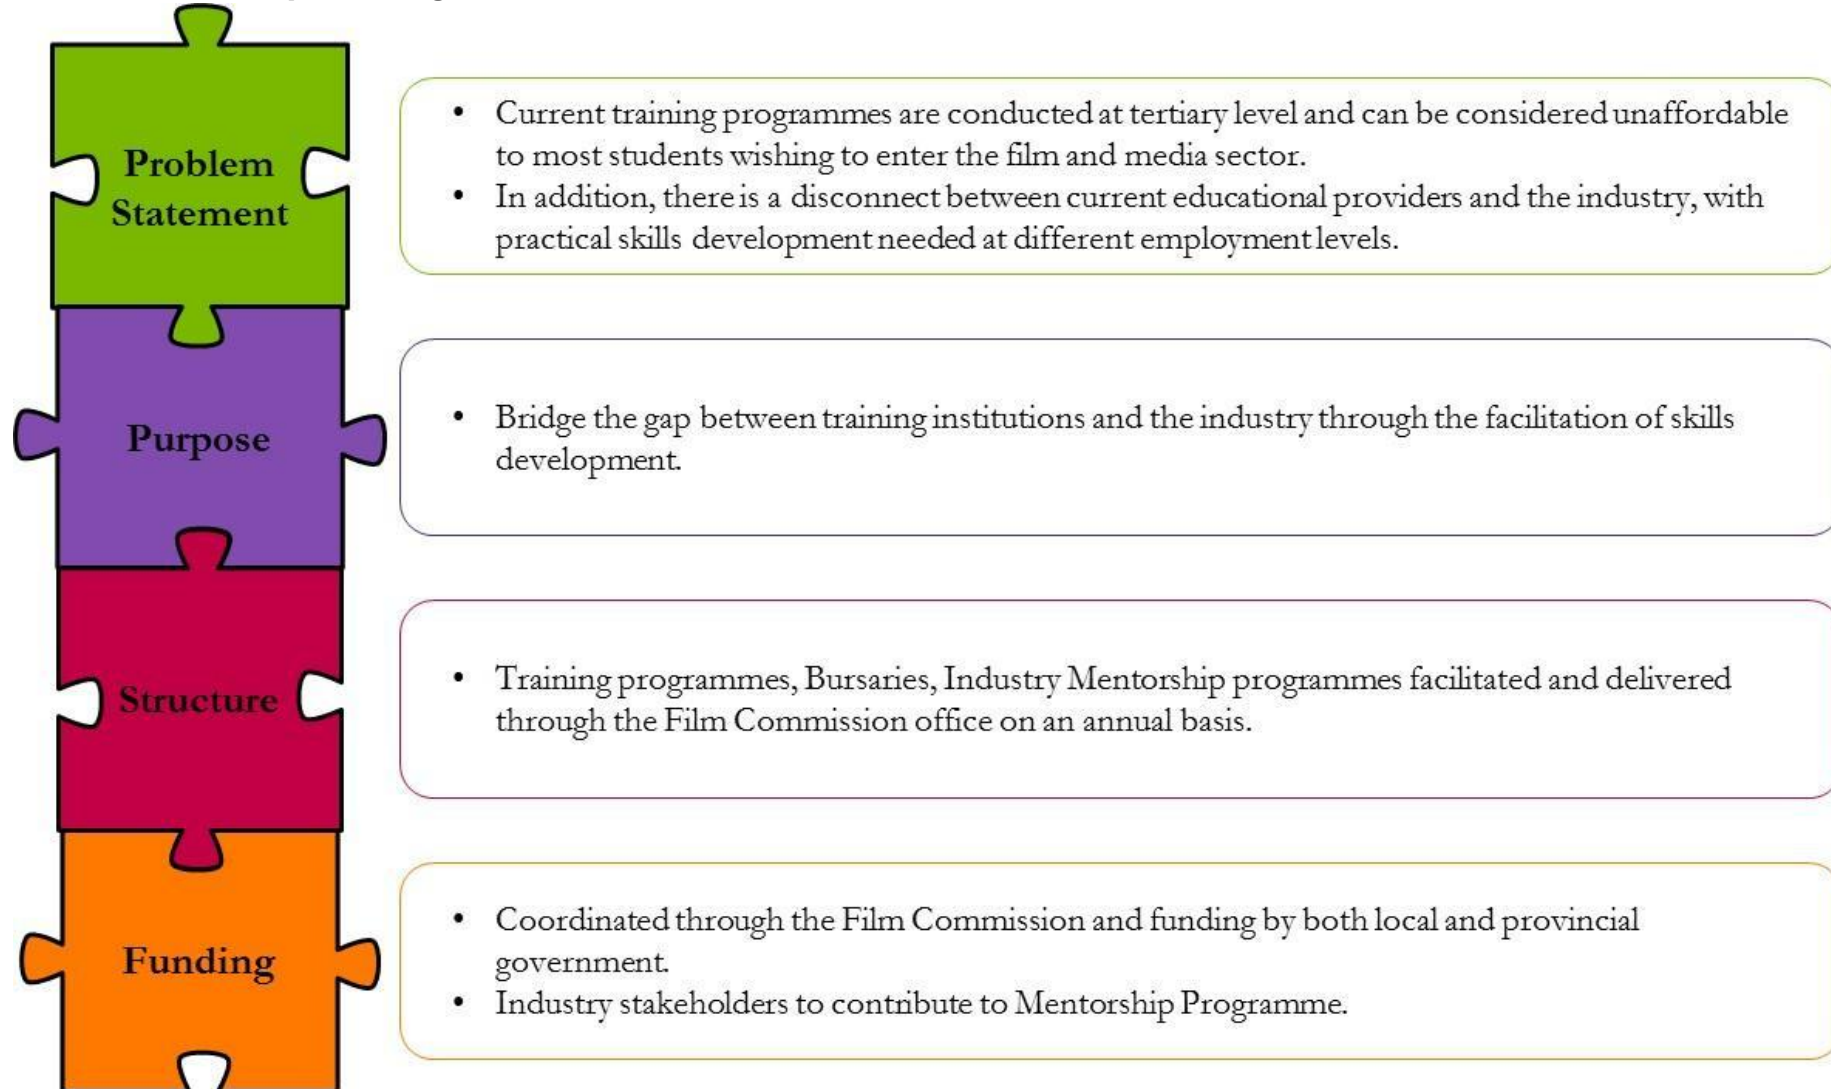 Problem
Statement
• Current training programmes are conducted at tertiary level and can be considered unaffordable
to most students wishing to enter the film and media sector.
• In addition, there is a disconnect between current educational providers and the industry, with
practical skills development needed at different employment levels.
Purpose
• Bridge the gap between training institutions and the industry through the facilitation of skills
development.
Structure
• Training programmes, Bursaries, Industry Mentorship programmes facilitated and delivered
through the Film Commission office on an annual basis.
Funding
• Coordinated through the Film Commission and funding by both local and provincial
government.
• Industry stakeholders to contribute to Mentorship Programme.